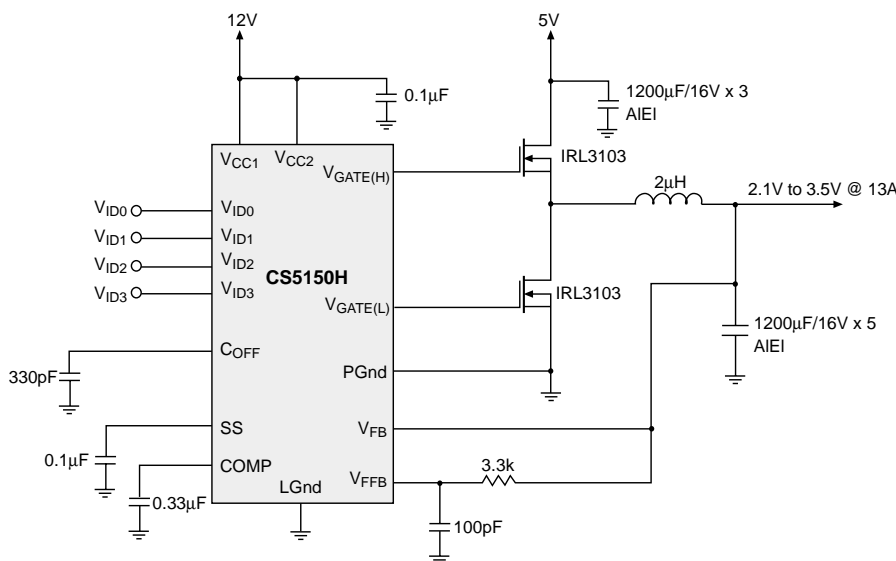 12V
5V
0.1μF
1200μF/16V x 3
AlEl
VCC1
VCC2
VGATE(H)
IRL3103
2μH
2.1V to 3.5V @ 13A
VID0
VID0
VID1
VID1
VID2
VID2
VID3
VID3
CS5150H
VGATE(L)
IRL3103
1200μF/16V x 5
AlEl
COFF
330pF
PGnd
SS
VFB
0.1μF
COMP
0.33μF
LGnd
VFFB
3.3k
100pF